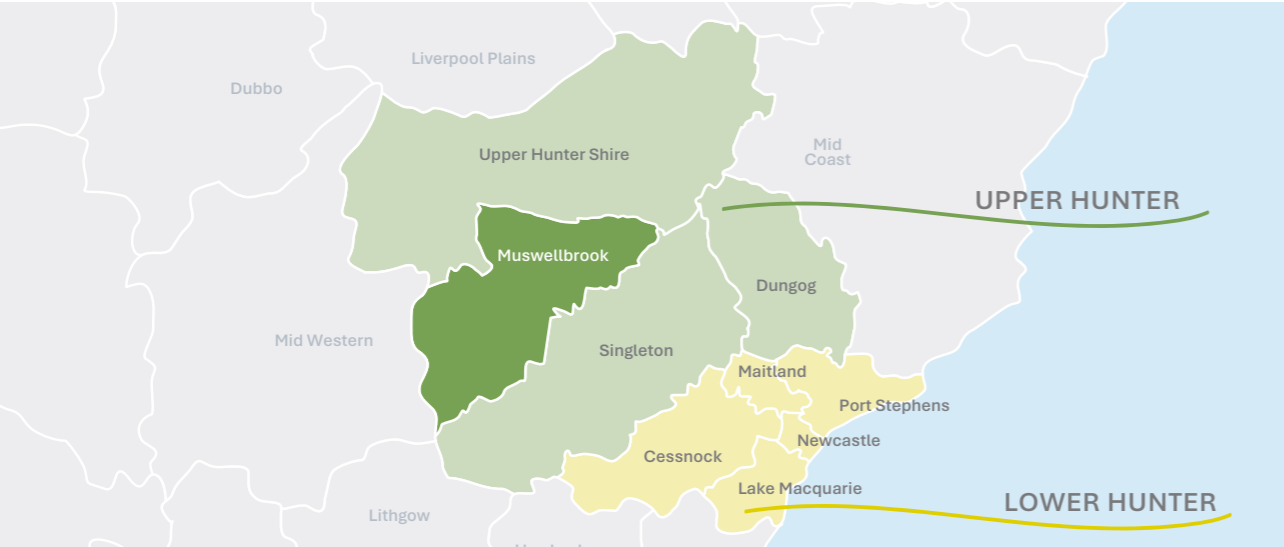 Liverpool Plains
Dubbo
Upper Hunter Shire
Mid
Coast
UPPER HUNTER
Muswellbrook
Dungog
Mid Western
Singleton
Maitland
Port Stephens
Newcastle
Cessnock
Lake Macquarie
LOWER HUNTER
Lithgow